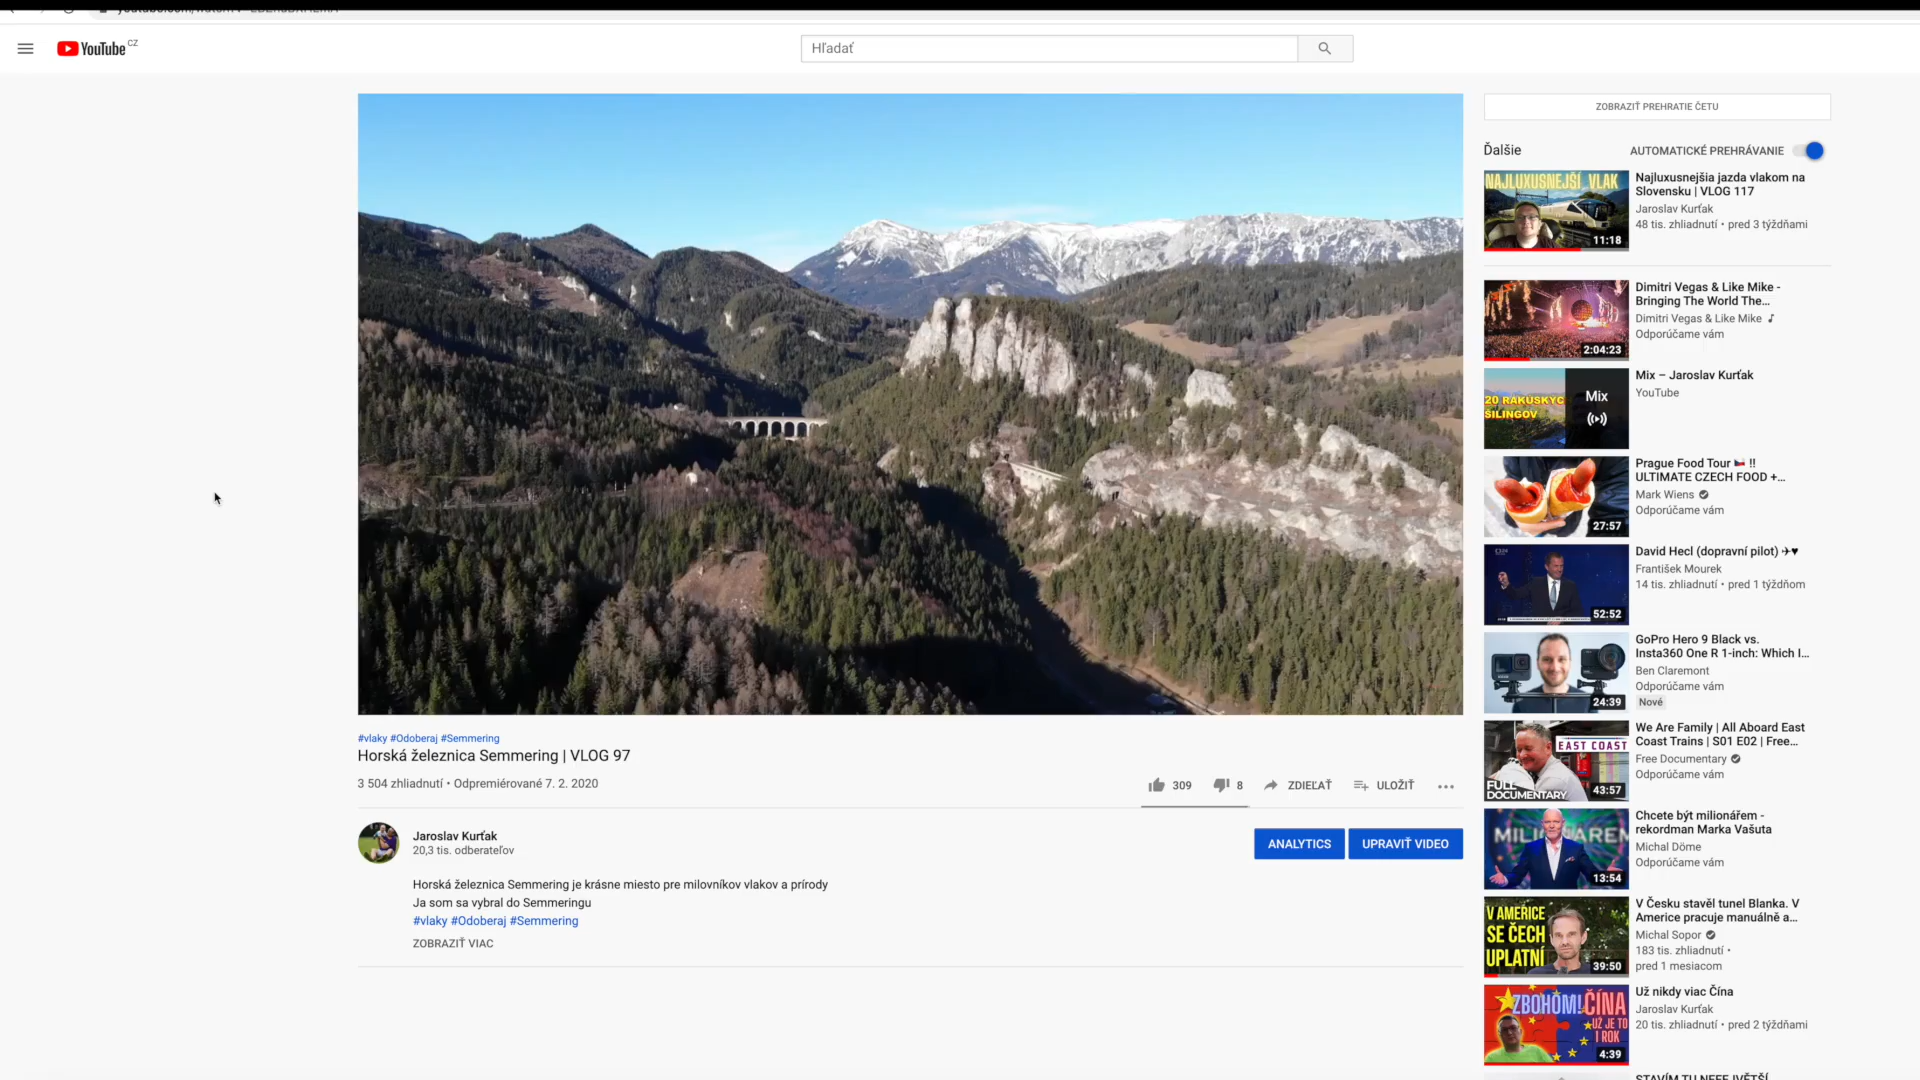 YouTube CZ
Hľadať
#vlaky #Odoberaj #Semmering
Horská železnica Semmering | VLOG 97
3 504 zhliadnutí • Odpremiérované 7. 2. 2020
309
8
ZDIEĽAŤ
ULOŽIŤ
Jaroslav Kurťak
20,3 tis. odberateľov
ANALYTICS
UPRAVIŤ VIDEO
Horská železnica Semmering je krásne miesto pre milovníkov vlakov a prírody
Ja som sa vybral do Semmeringu
#vlaky #Odoberaj #Semmering
ZOBRAZIŤ VIAC
ZOBRAZIŤ PREHRATIE ČETU
Ďalšie
AUTOMATICKÉ PREHRÁVANIE
NAJLUXUSNEJŠÍ VLAK
11:18
Najluxusnejšia jazda vlakom na
Slovensku | VLOG 117
Jaroslav Kurťak
48 tis. zhliadnutí • pred 3 týždňami
2:04:23
Dimitri Vegas & Like Mike -
Bringing The World The...
Dimitri Vegas & Like Mike
Odporúčame vám
20 RAKÚSKYC
ŠILINGOV
Mix
Mix – Jaroslav Kurťak
YouTube
27:57
Prague Food Tour 🇨🇿 !!
ULTIMATE CZECH FOOD +...
Mark Wiens
Odporúčame vám
52:52
David Hecl (dopravní pilot) ✈♥
František Mourek
14 tis. zhliadnutí • pred 1 týždňom
24:39
GoPro Hero 9 Black vs.
Insta360 One R 1-inch: Which I...
Ben Claremont
Odporúčame vám
Nové
EAST COAST
FULL
DOCUMENTARY
43:57
We Are Family | All Aboard East
Coast Trains | S01 E02 | Free...
Free Documentary
Odporúčame vám
13:54
Chcete být milionářem -
rekordman Marka Vašuta
Michal Döme
Odporúčame vám
V AMERICE
SE ČECH
UPLATNÍ
39:50
V Česku stavěl tunel Blanka. V
Americe pracuje manuálně a...
Michal Sopor
183 tis. zhliadnutí •
pred 1 mesiacom
ZBOHOM! ČÍNA
UŽ JE TO
1 ROK
4:39
Už nikdy viac Čína
Jaroslav Kurťak
20 tis. zhliadnutí • pred 2 týždňami